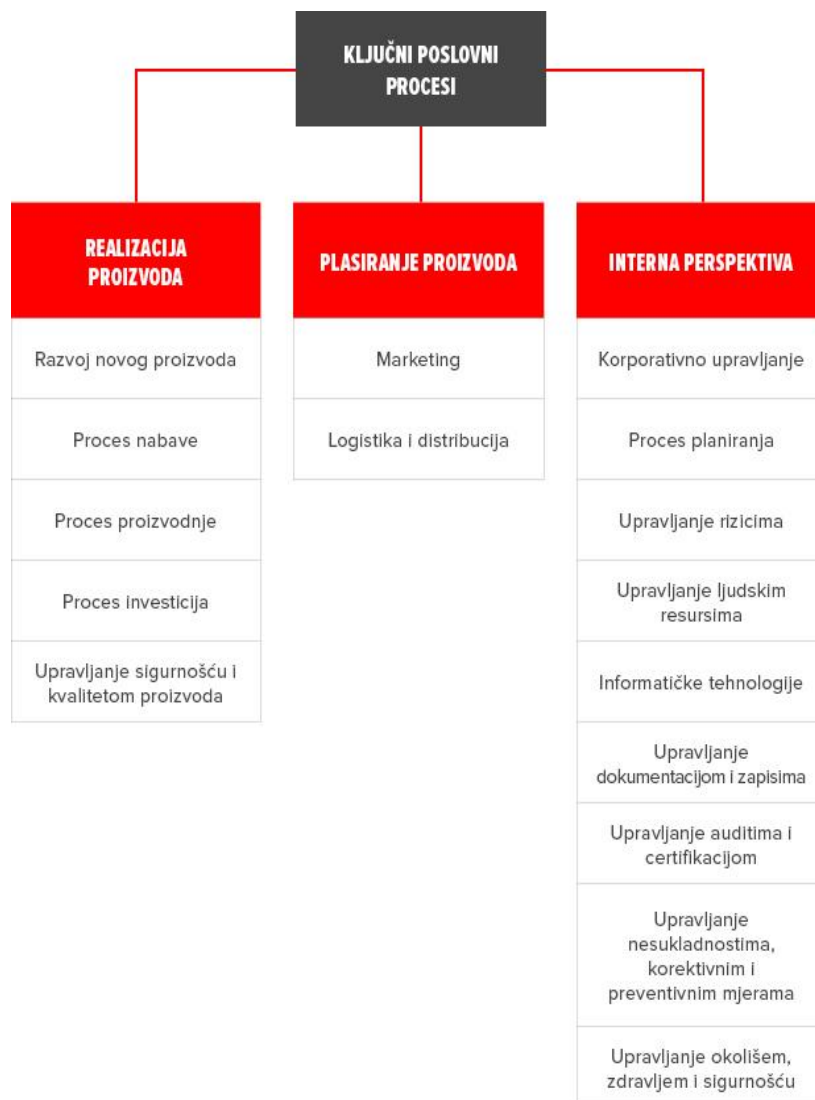 KLJUČNI POSLOVNI
PROCESI
REALIZACIJA
PROIZVODA
Razvoj novog proizvoda
Proces nabave
Proces proizvodnje
Proces investicija
Upravljanje sigurnošću i
kvalitetom proizvoda
PLASIRANJE PROIZVODA
Marketing
Logistika i distribucija
INTERNA PERSPEKTIVA
Korporativno upravljanje
Proces planiranja
Upravljanje rizicima
Upravljanje ljudskim
resursima
Informatičke tehnologije
Upravljanje
dokumentacijom i zapisima
Upravljanje auditima i
certifikacijom
Upravljanje
nesukladnostima,
korektivnim i
preventivnim mjerama
Upravljanje okolišem,
zdravljem i sigurnošću